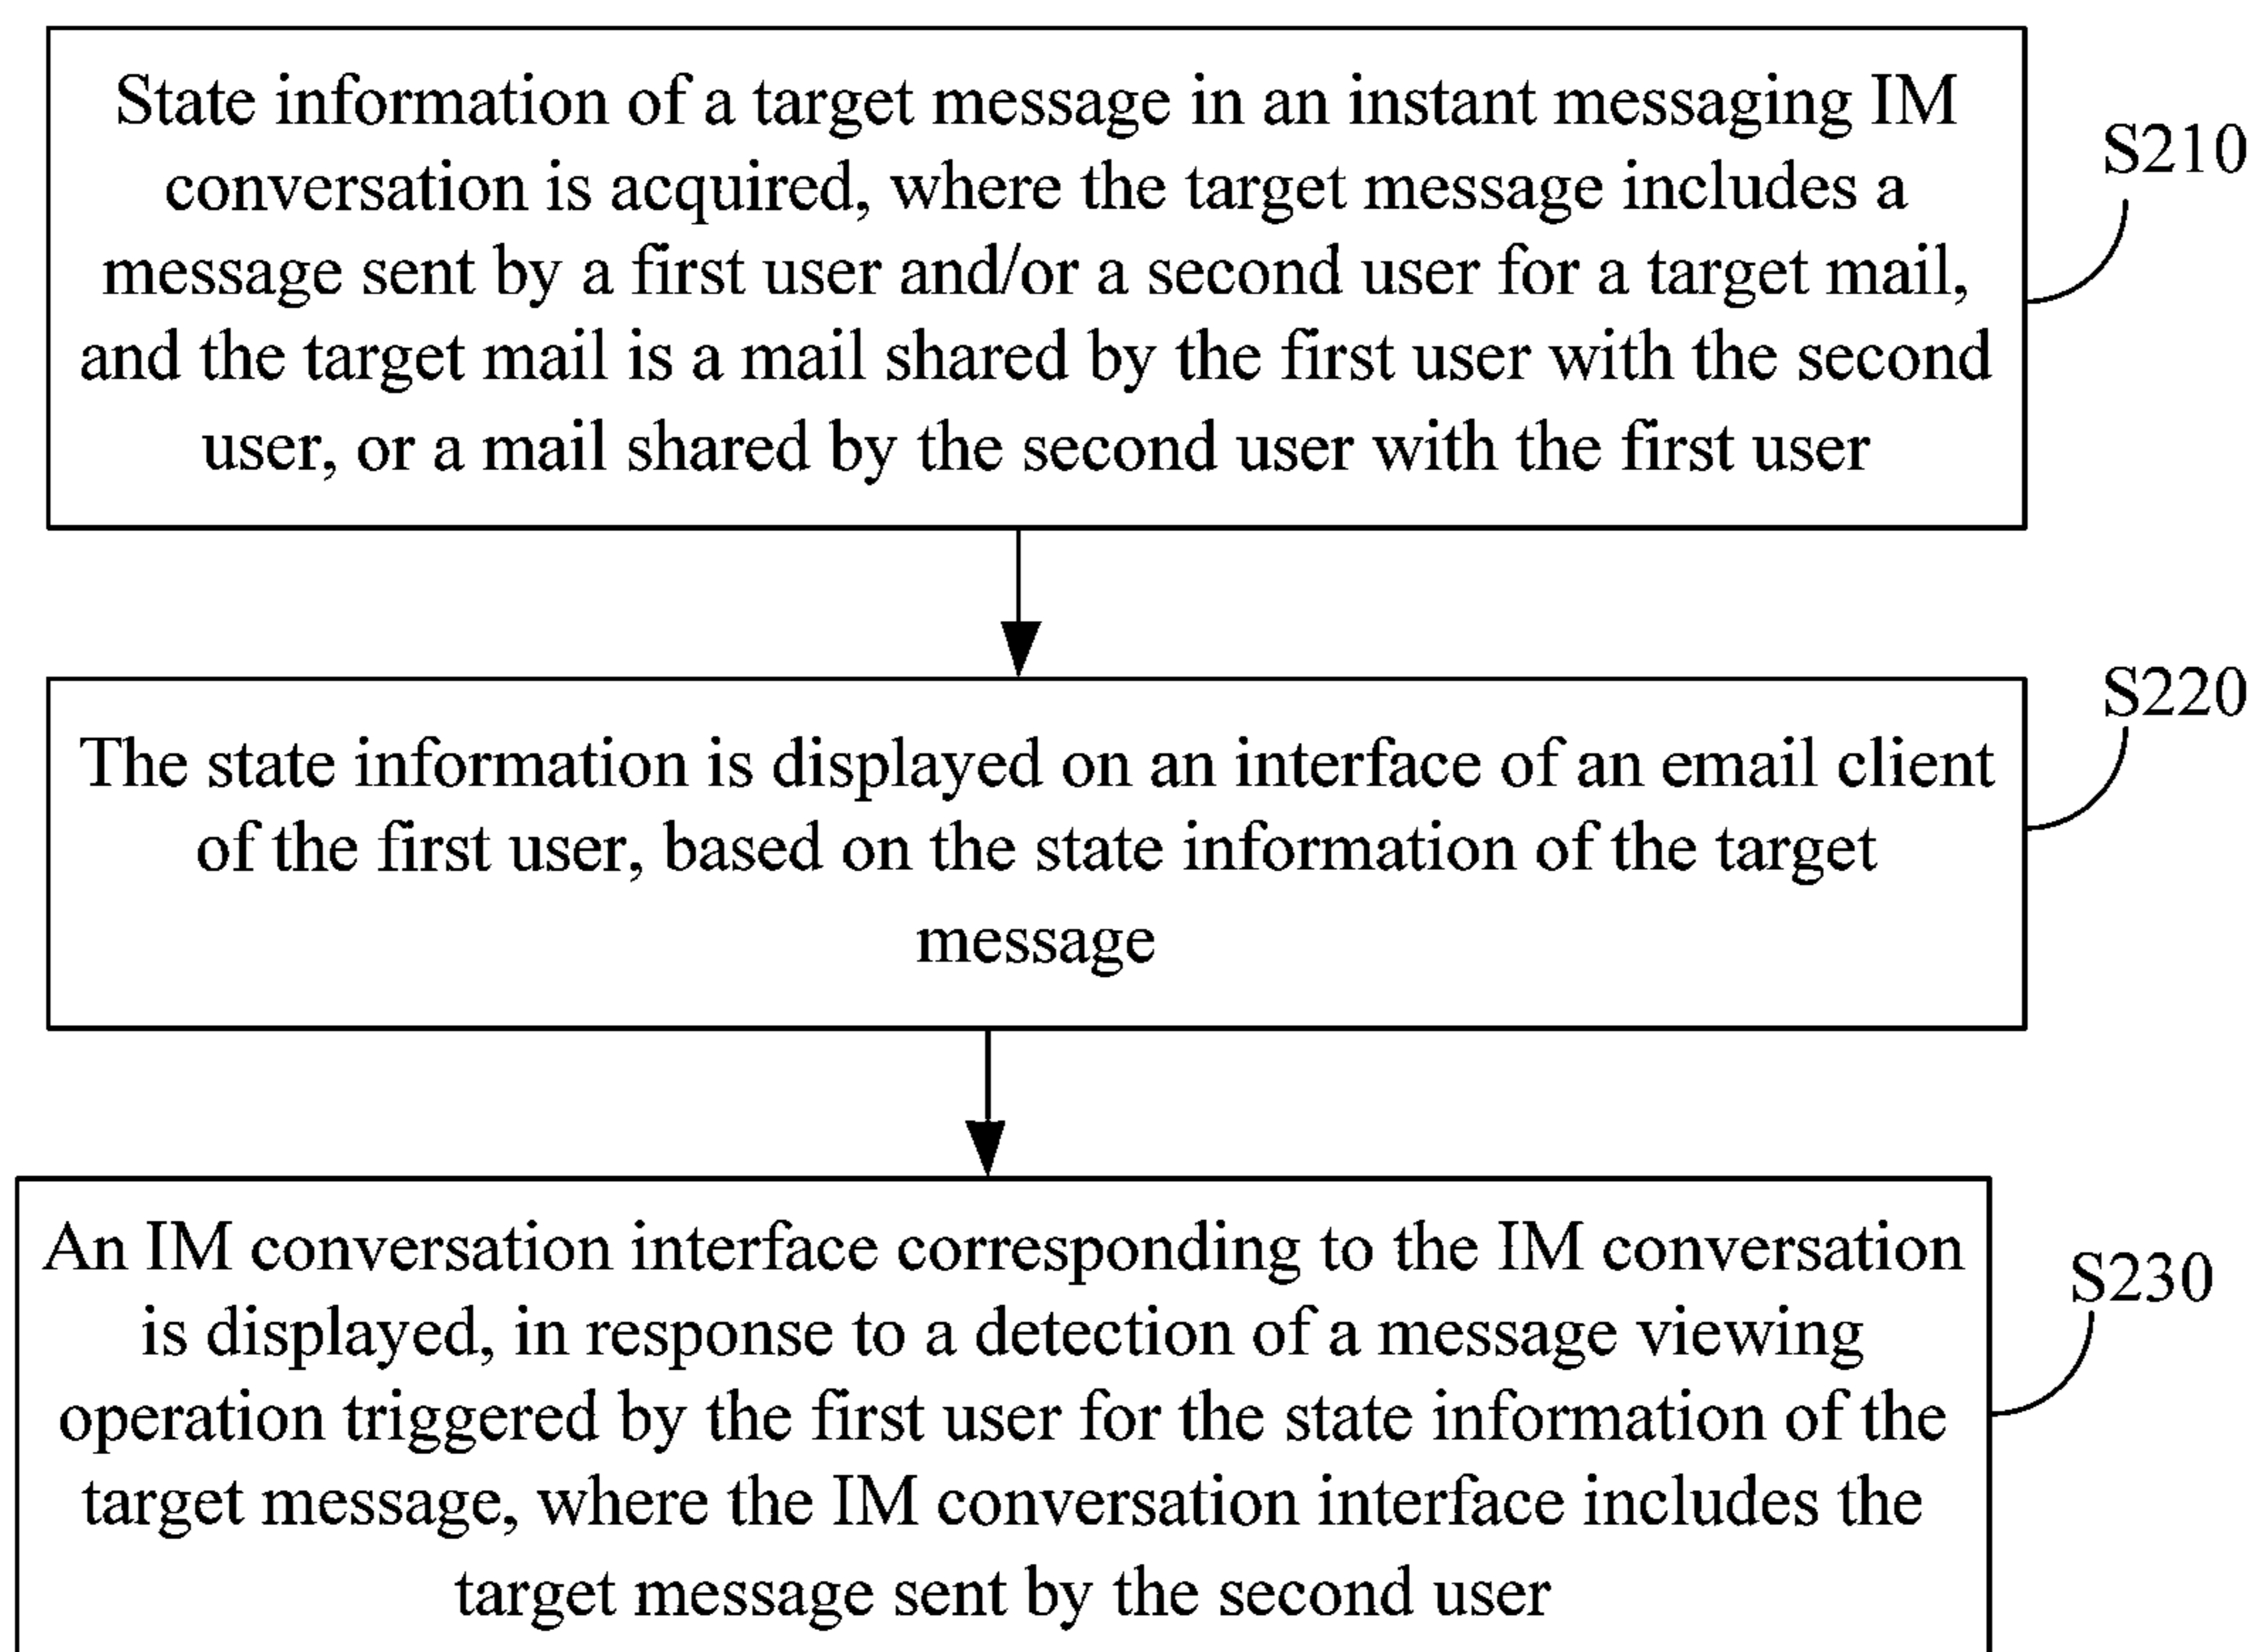 State information of a target message in an instant messaging IM
conversation is acquired, where the target message includes a
message sent by a first user and/or a second user for a target mail,
and the target mail is a mail shared by the first user with the second
user, or a mail shared by the second user with the first user
S210
The state information is displayed on an interface of an email client
of the first user, based on the state information of the target
message
S220
An IM conversation interface corresponding to the IM conversation
is displayed, in response to a detection of a message viewing
operation triggered by the first user for the state information of the
target message, where the IM conversation interface includes the
target message sent by the second user
S230